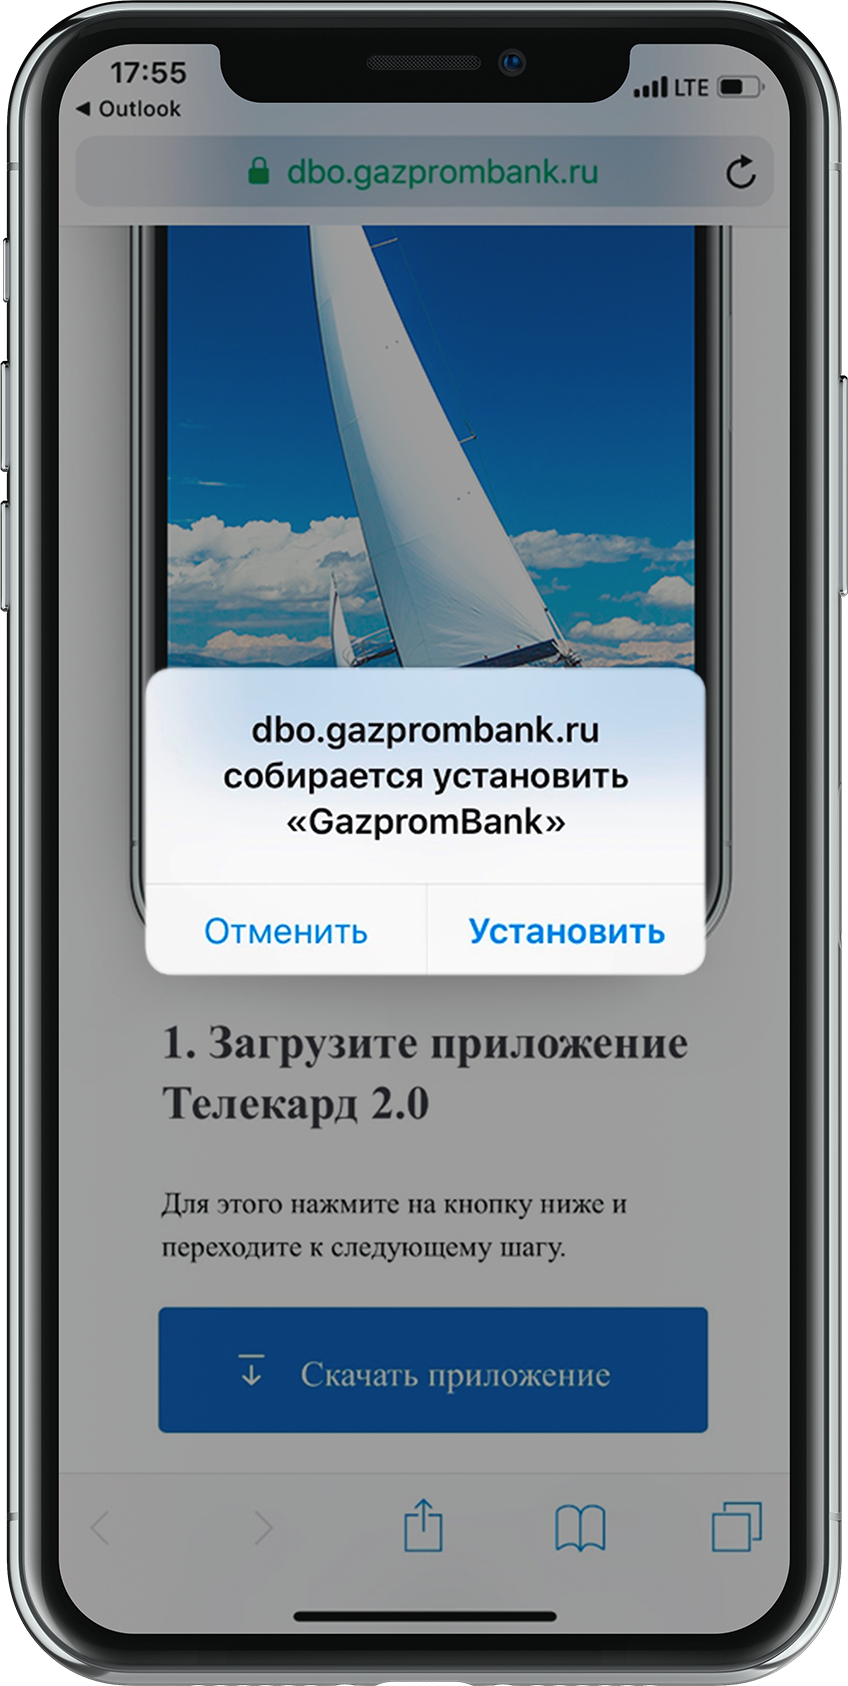 17:55
LTE
◀ Outlook
dbo.gazprombank.ru
dbo.gazprombank.ru
собирается установить
«GazpromBank»
Отменить
Установить
1. Загрузите приложение
Телекард 2.0
Для этого нажмите на кнопку ниже и
переходите к следующему шагу.
Скачать приложение